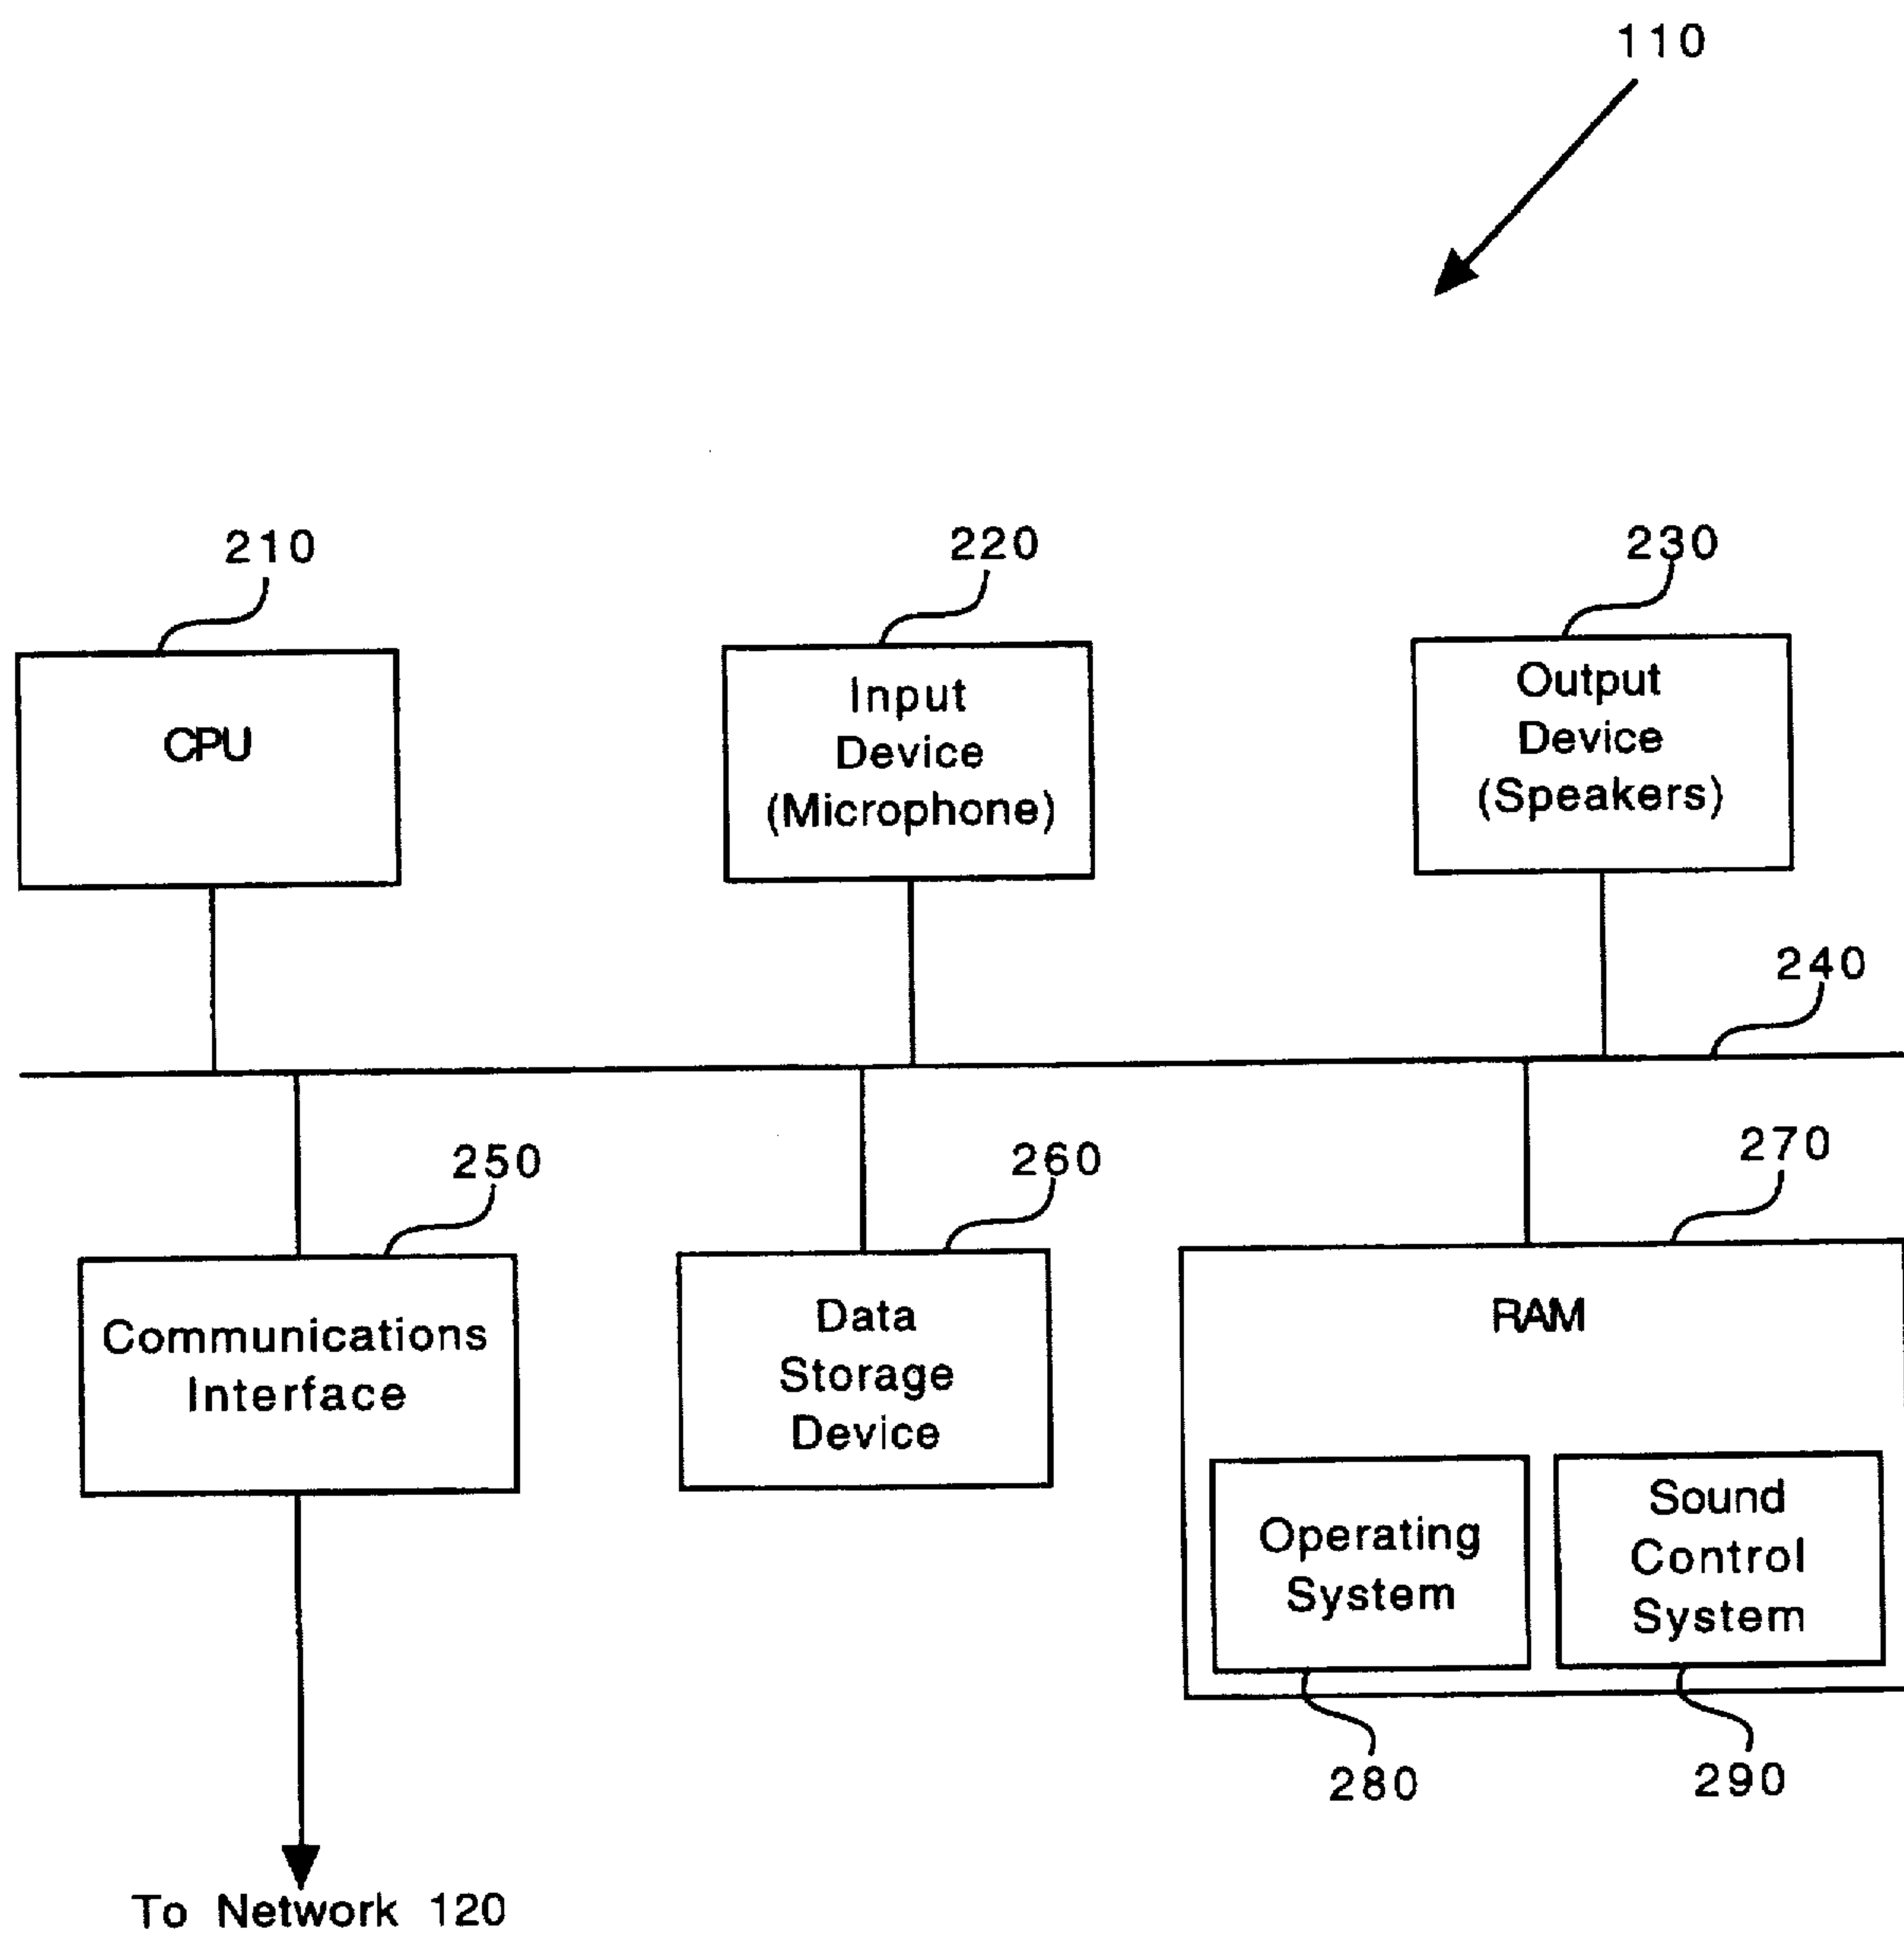 110
210
220
230
CPU
Input
Device
(Microphone)
Output
Device
(Speakers)
240
250
260
270
Communications
Interface
Data
Storage
Device
RAM
Operating
System
Sound
Control
System
280
290
To Network 120